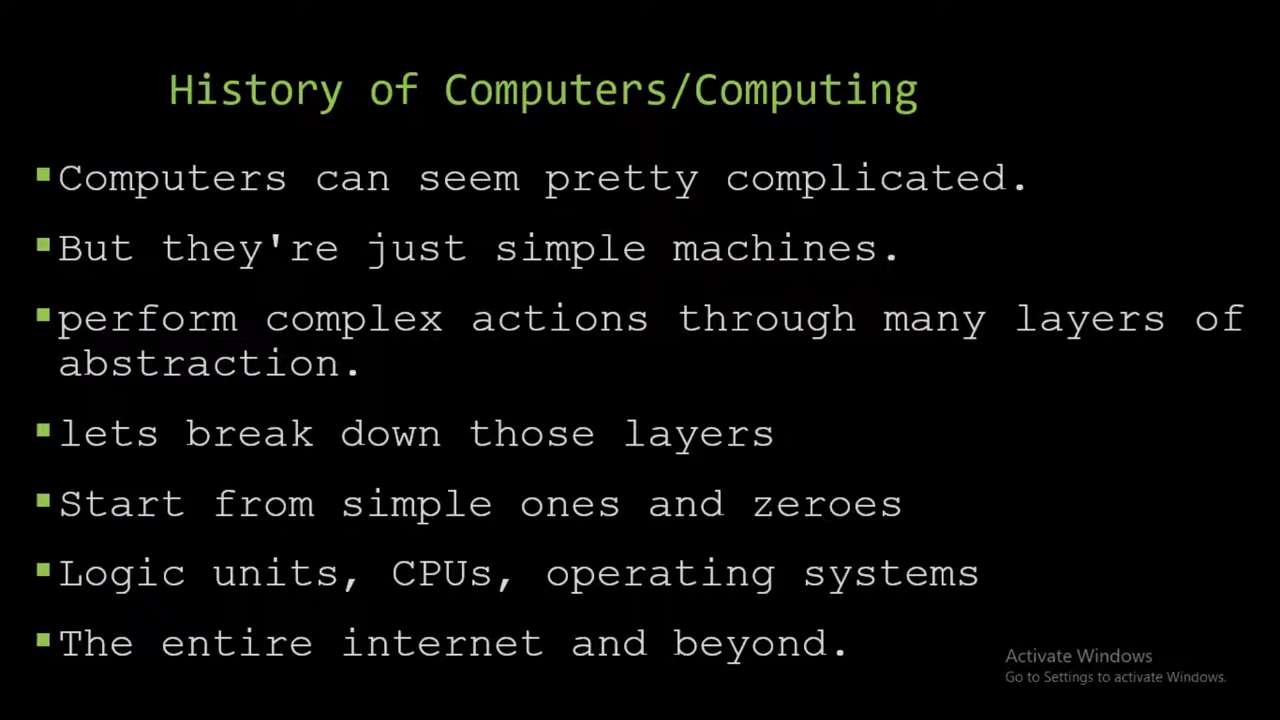 History of Computers/Computing
Computers can seem pretty complicated.
But they're just simple machines.
perform complex actions through many layers of
abstraction.
lets break down those layers
Start from simple ones and zeroes
Logic units, CPUs, operating systems
The entire internet and beyond.
Activate Windows
Go to Settings to activate Windows.